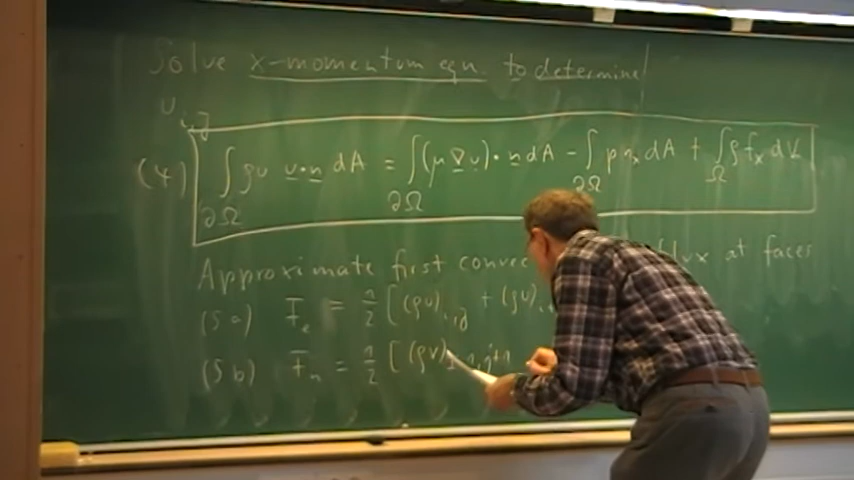 Solve x-momentum eqn. to determine
u_{i,j}
(4) ∫_{∂Ω} ρu v·n dA = ∫_{∂Ω} (μ∇u)·n dA − ∫_{∂Ω} p n_x dA + ∫_Ω ρ f_x dV
Approximate first flux at faces
(5a) F_e = 1/2 [(ρu)_{i,j} + (ρu)
(5b) F_n = 1/2 [(ρv)